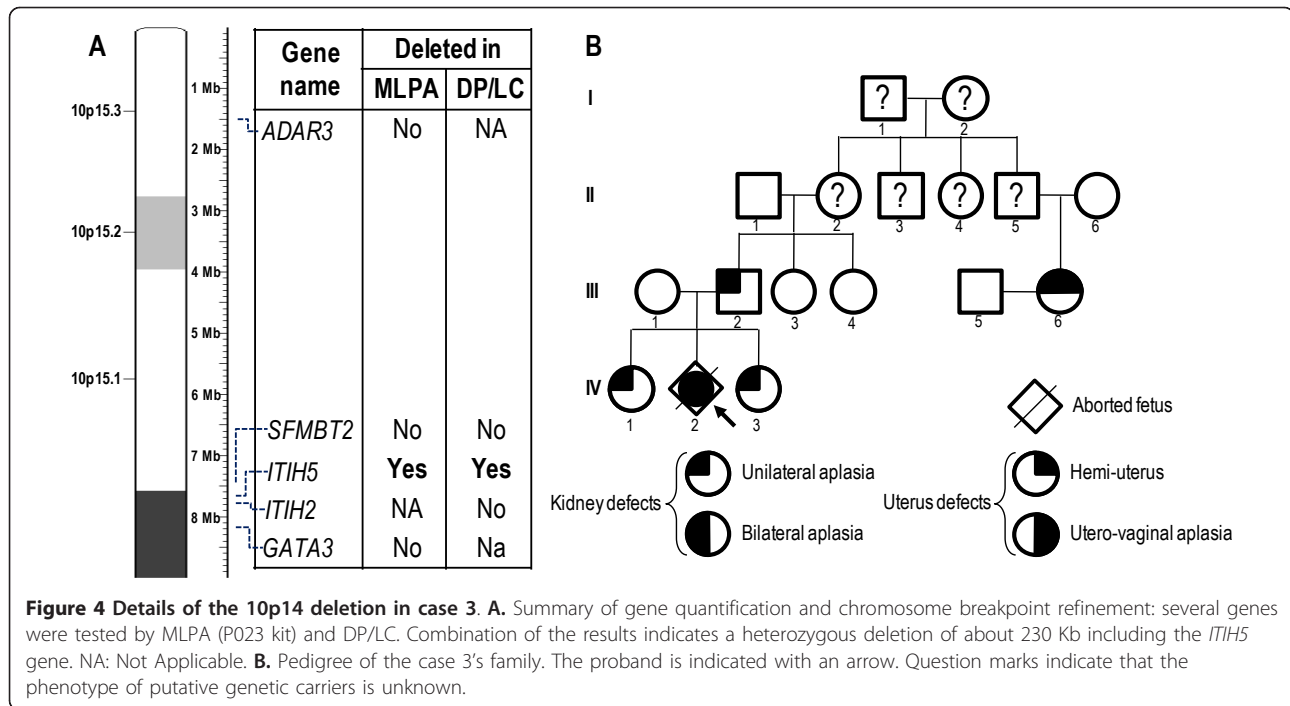 A
Gene name
Deleted in
MLPA
DP/LC
10p15.3
10p15.2
10p15.1
1 Mb
2 Mb
3 Mb
4 Mb
5 Mb
6 Mb
7 Mb
8 Mb
ADAR3 No NA
SFMBT2 No No
ITIH5 Yes Yes
ITIH2 NA No
GATA3 No Na
B
I
? ?
1 2
II
? ? ? ?
1 2 3 4 5 6
III
1 2 3 4 5 6
IV
1 2 3
Aborted fetus
Kidney defects
Unilateral aplasia
Bilateral aplasia
Uterus defects
Hemi-uterus
Utero-vaginal aplasia
Figure 4 Details of the 10p14 deletion in case 3. A. Summary of gene quantification and chromosome breakpoint refinement: several genes
were tested by MLPA (P023 kit) and DP/LC. Combination of the results indicates a heterozygous deletion of about 230 Kb including the ITIH5
gene. NA: Not Applicable. B. Pedigree of the case 3's family. The proband is indicated with an arrow. Question marks indicate that the
phenotype of putative genetic carriers is unknown.